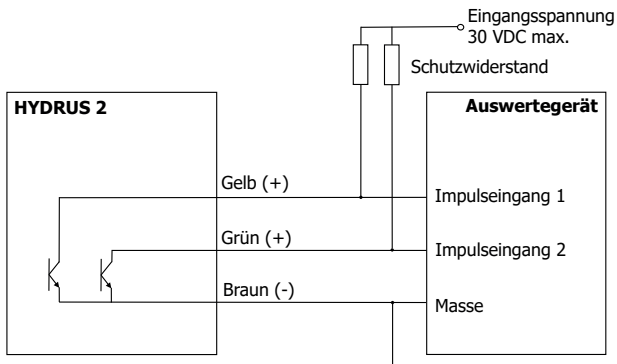 Eingangsspannung
30 VDC max.
Schutzwiderstand
HYDRUS 2
Auswertegerät
Gelb (+)
Impulseingang 1
Grün (+)
Impulseingang 2
Braun (-)
Masse